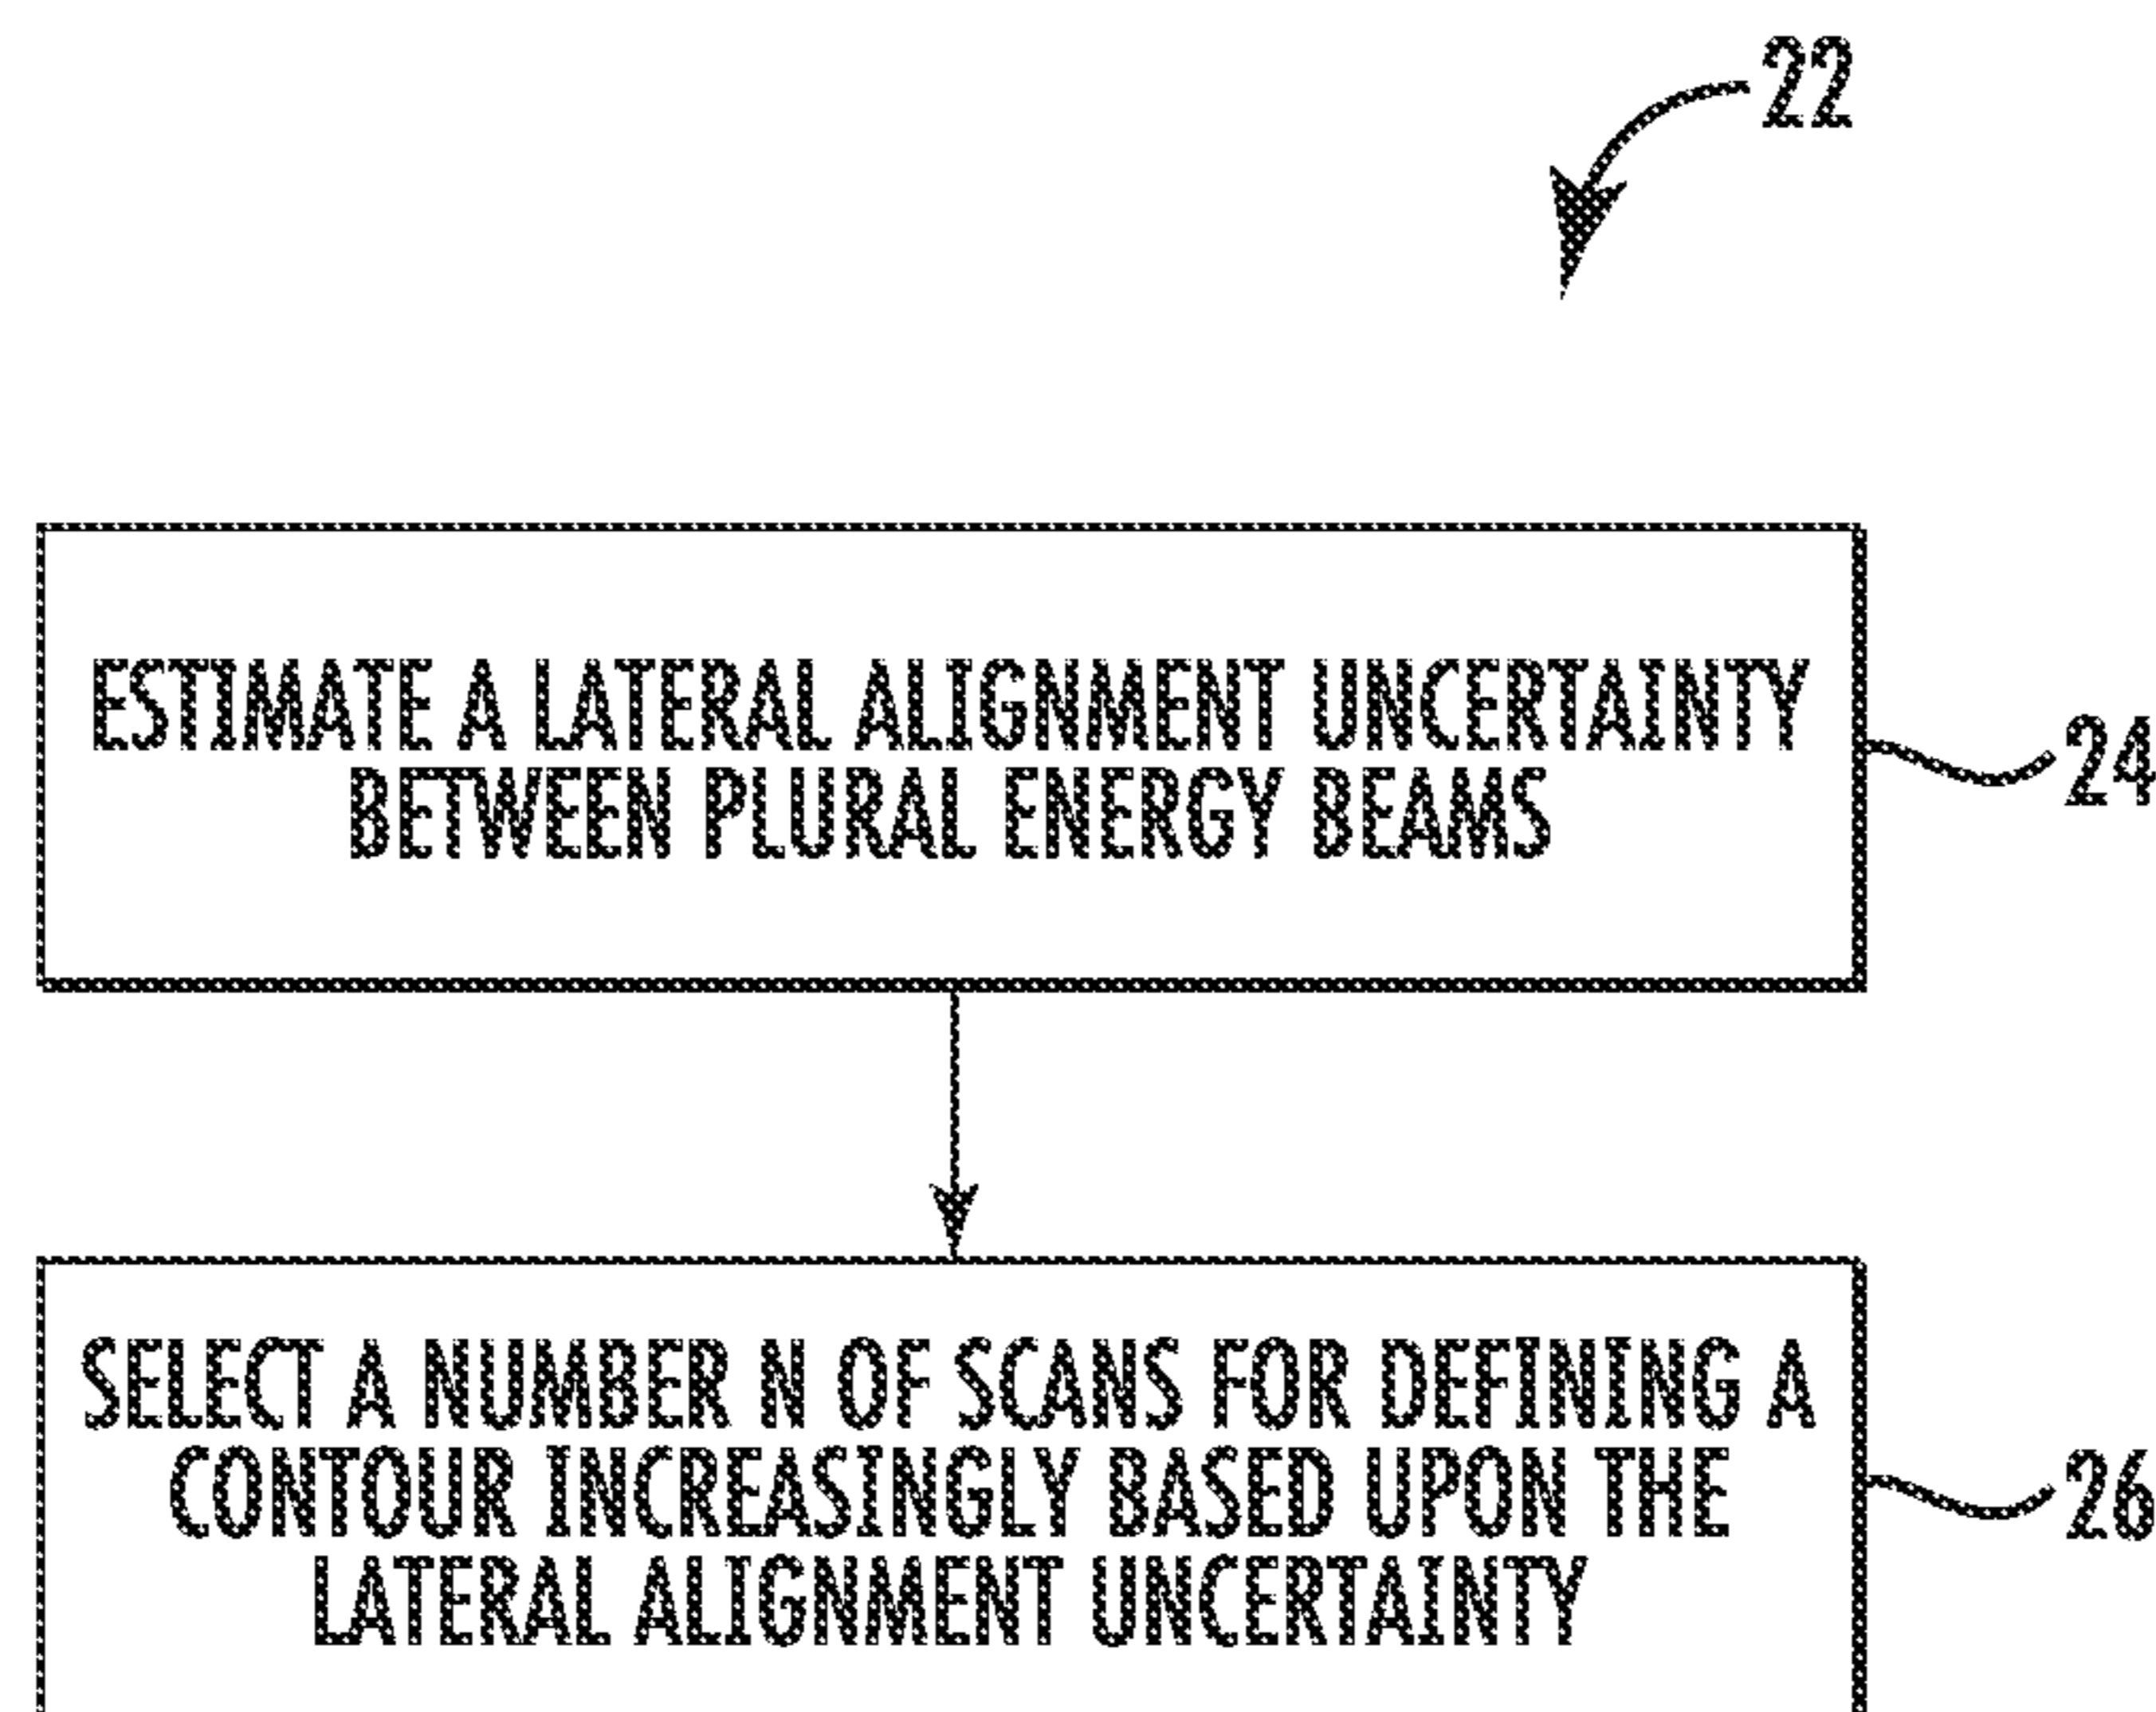 22
ESTIMATE A LATERAL ALIGNMENT UNCERTAINTY
BETWEEN PLURAL ENERGY BEAMS
24
SELECT A NUMBER N OF SCANS FOR DEFINING A
CONTOUR INCREASINGLY BASED UPON THE
LATERAL ALIGNMENT UNCERTAINTY
26